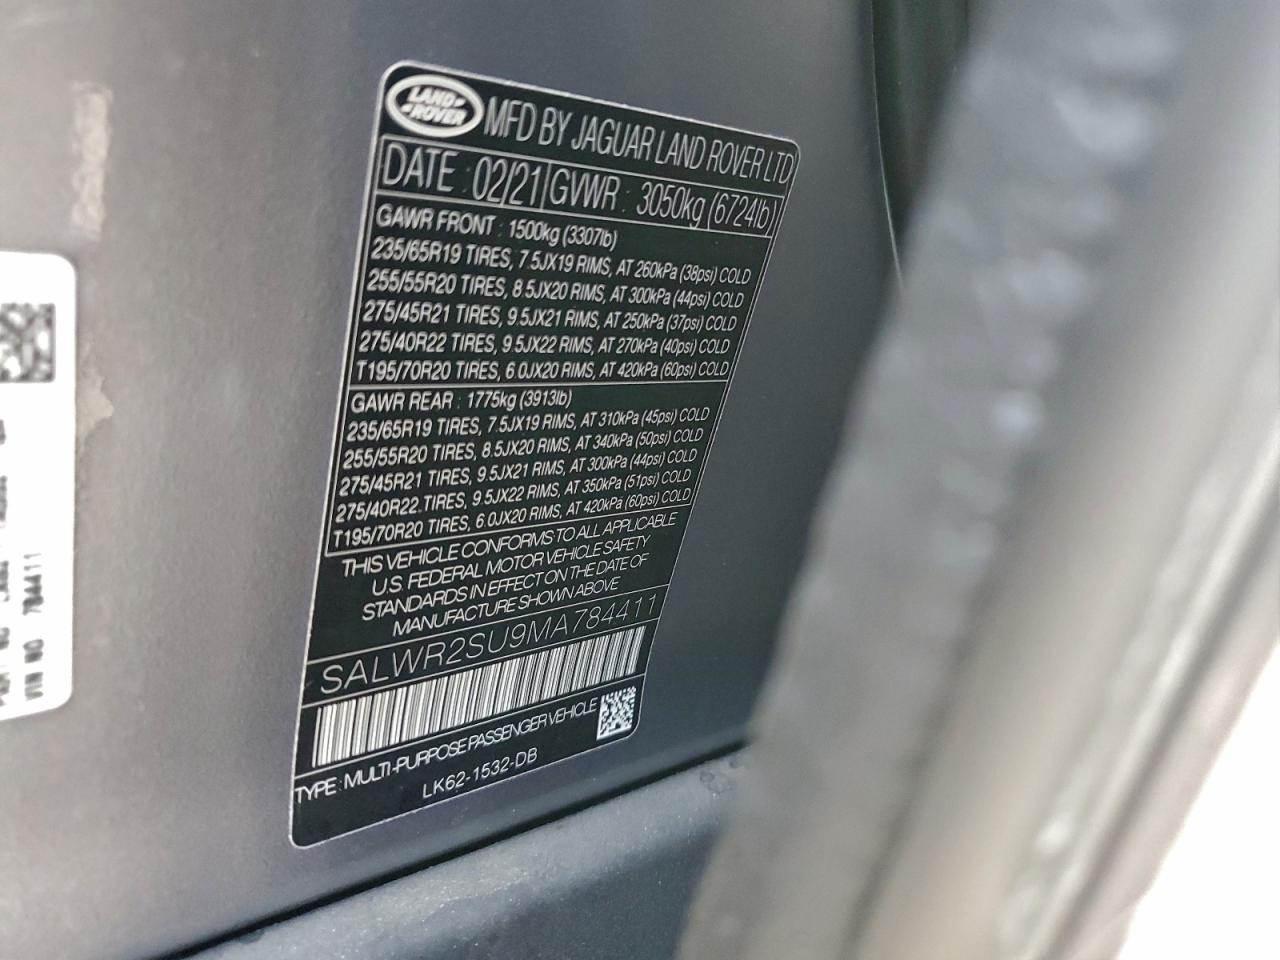 LAND
ROVER
MFD BY JAGUAR LAND ROVER LTD
DATE : 02/21 GVWR : 3050kg (6724lb)
GAWR FRONT : 1500kg (3307lb)
235/65R19 TIRES, 7.5JX19 RIMS, AT 260kPa (38psi) COLD
255/55R20 TIRES, 8.5JX20 RIMS, AT 300kPa (44psi) COLD
275/45R21 TIRES, 9.5JX21 RIMS, AT 250kPa (37psi) COLD
275/40R22 TIRES, 9.5JX22 RIMS, AT 270kPa (40psi) COLD
T195/70R20 TIRES, 6.0JX20 RIMS, AT 420kPa (60psi) COLD
GAWR REAR : 1775kg (3913lb)
235/65R19 TIRES, 7.5JX19 RIMS, AT 310kPa (45psi) COLD
255/55R20 TIRES, 8.5JX20 RIMS, AT 340kPa (50psi) COLD
275/45R21 TIRES, 9.5JX21 RIMS, AT 300kPa (44psi) COLD
275/40R22 TIRES, 9.5JX22 RIMS, AT 350kPa (51psi) COLD
T195/70R20 TIRES, 6.0JX20 RIMS, AT 420kPa (60psi) COLD
THIS VEHICLE CONFORMS TO ALL APPLICABLE
U.S. FEDERAL MOTOR VEHICLE SAFETY
STANDARDS IN EFFECT ON THE DATE OF
MANUFACTURE SHOWN ABOVE
SALWR2SU9MA784411
TYPE : MULTI-PURPOSE PASSENGER VEHICLE
LK62-1532-DB
VIN NO 784411